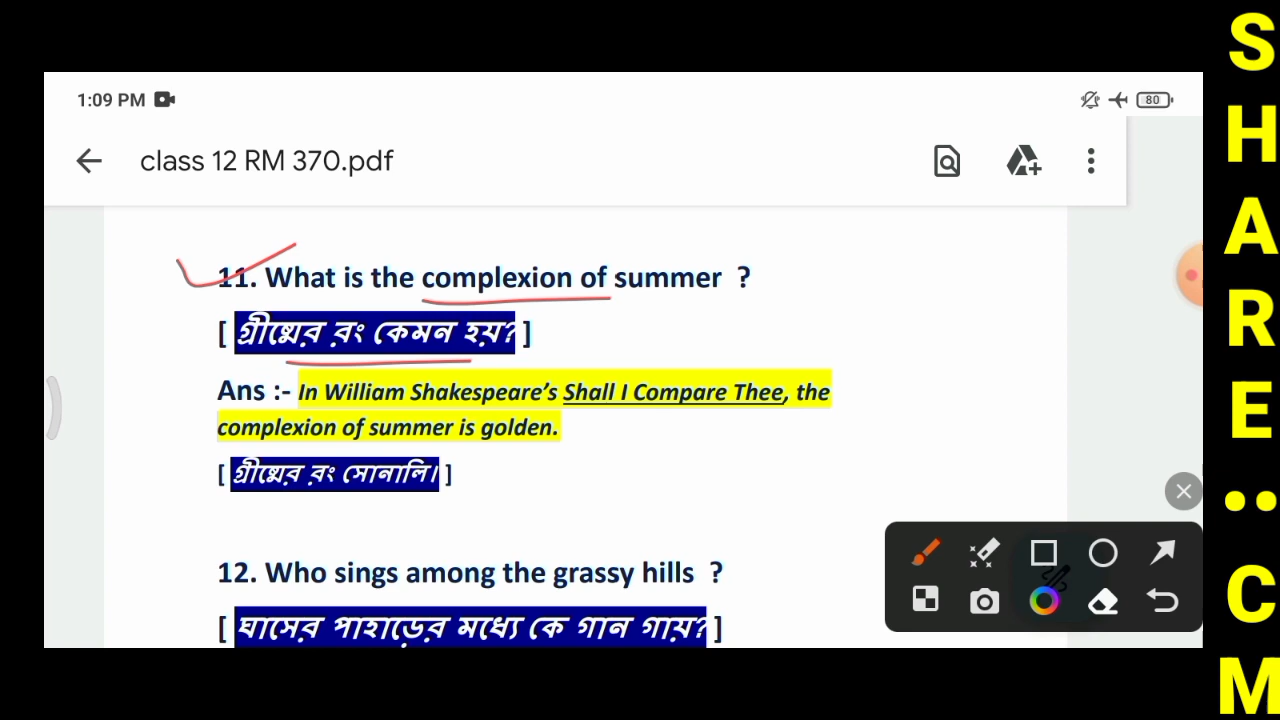 1:09 PM
80
class 12 RM 370.pdf
11. What is the complexion of summer ?
[ গ্রীষ্মের রং কেমন হয়? ]
Ans :- In William Shakespeare’s Shall I Compare Thee, the
complexion of summer is golden.
[ গ্রীষ্মের রং সোনালি। ]
12. Who sings among the grassy hills ?
[ ঘাসের পাহাড়ের মধ্যে কে গান গায়? ]
S
H
A
R
E
••
C
M